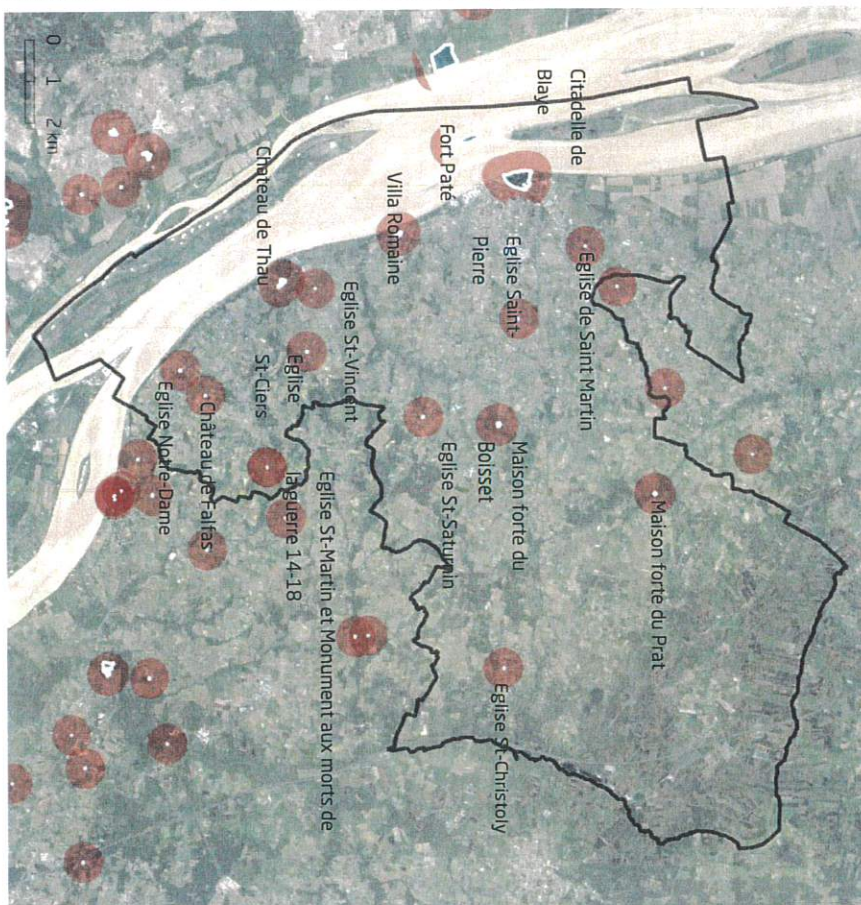 Maison forte du Prat
Eglise de Saint Martin
Citadelle de
Blaye
Maison forte du
Boisset
Eglise Saint-
Pierre
Eglise St-Christoly
Eglise St-Saturnin
Fort Paté
Villa Romaine
Eglise St-Vincent
Eglise St-Martin et Monument aux morts de
la guerre 14-18
Eglise
St-Ciers
Chateau de Thau
Château de Falfas
Eglise Notre-Dame
0 1 2 km